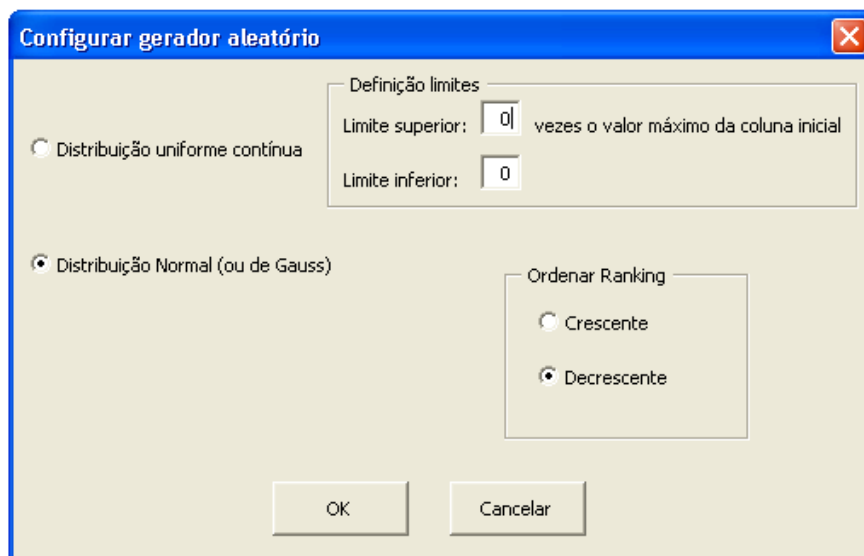 Configurar gerador aleatório
Definição limites
Limite superior: 0 vezes o valor máximo da coluna inicial
Distribuição uniforme contínua
Limite inferior: 0
Distribuição Normal (ou de Gauss)
Ordenar Ranking
Crescente
Decrescente
OK Cancelar